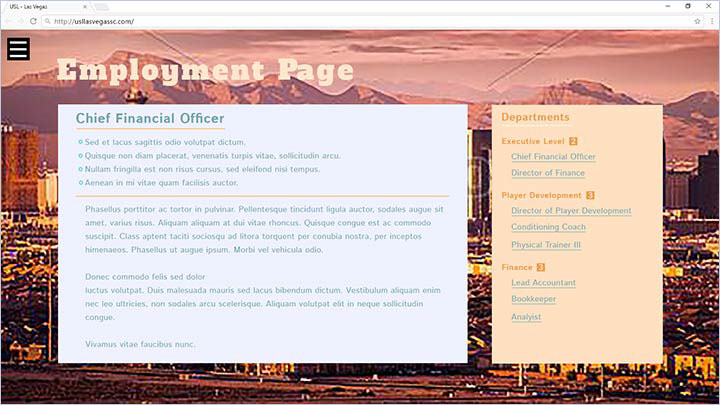 USL - Las Vegas
http://usllasvegassc.com/
Employment Page
Chief Financial Officer
Sed et lacus sagittis odio volutpat dictum.
Quisque non diam placerat, venenatis turpis vitae, sollicitudin arcu.
Nullam fringilla est non risus cursus, sed eleifend nisi tempus.
Aenean in mi vitae quam facilisis auctor.
Phasellus porttitor ac tortor in pulvinar. Pellentesque tincidunt ligula auctor, sodales augue sit
amet, varius risus. Aliquam aliquam at dui vitae rhoncus. Quisque congue est ac commodo
suscipit. Class aptent taciti sociosqu ad litora torquent per conubia nostra, per inceptos
himenaeos. Phasellus ut augue ipsum. Morbi vel vehicula odio.
Donec commodo felis sed dolor
luctus volutpat. Duis malesuada mauris sed lacus bibendum dictum. Vestibulum aliquam enim
nec leo ultricies, non sodales arcu scelerisque. Aliquam volutpat elit in neque sollicitudin
congue.
Vivamus vitae faucibus nunc.
Departments
Executive Level 2
Chief Financial Officer
Director of Finance
Player Development 3
Director of Player Development
Conditioning Coach
Physical Trainer III
Finance 3
Lead Accountant
Bookkeeper
Analyist